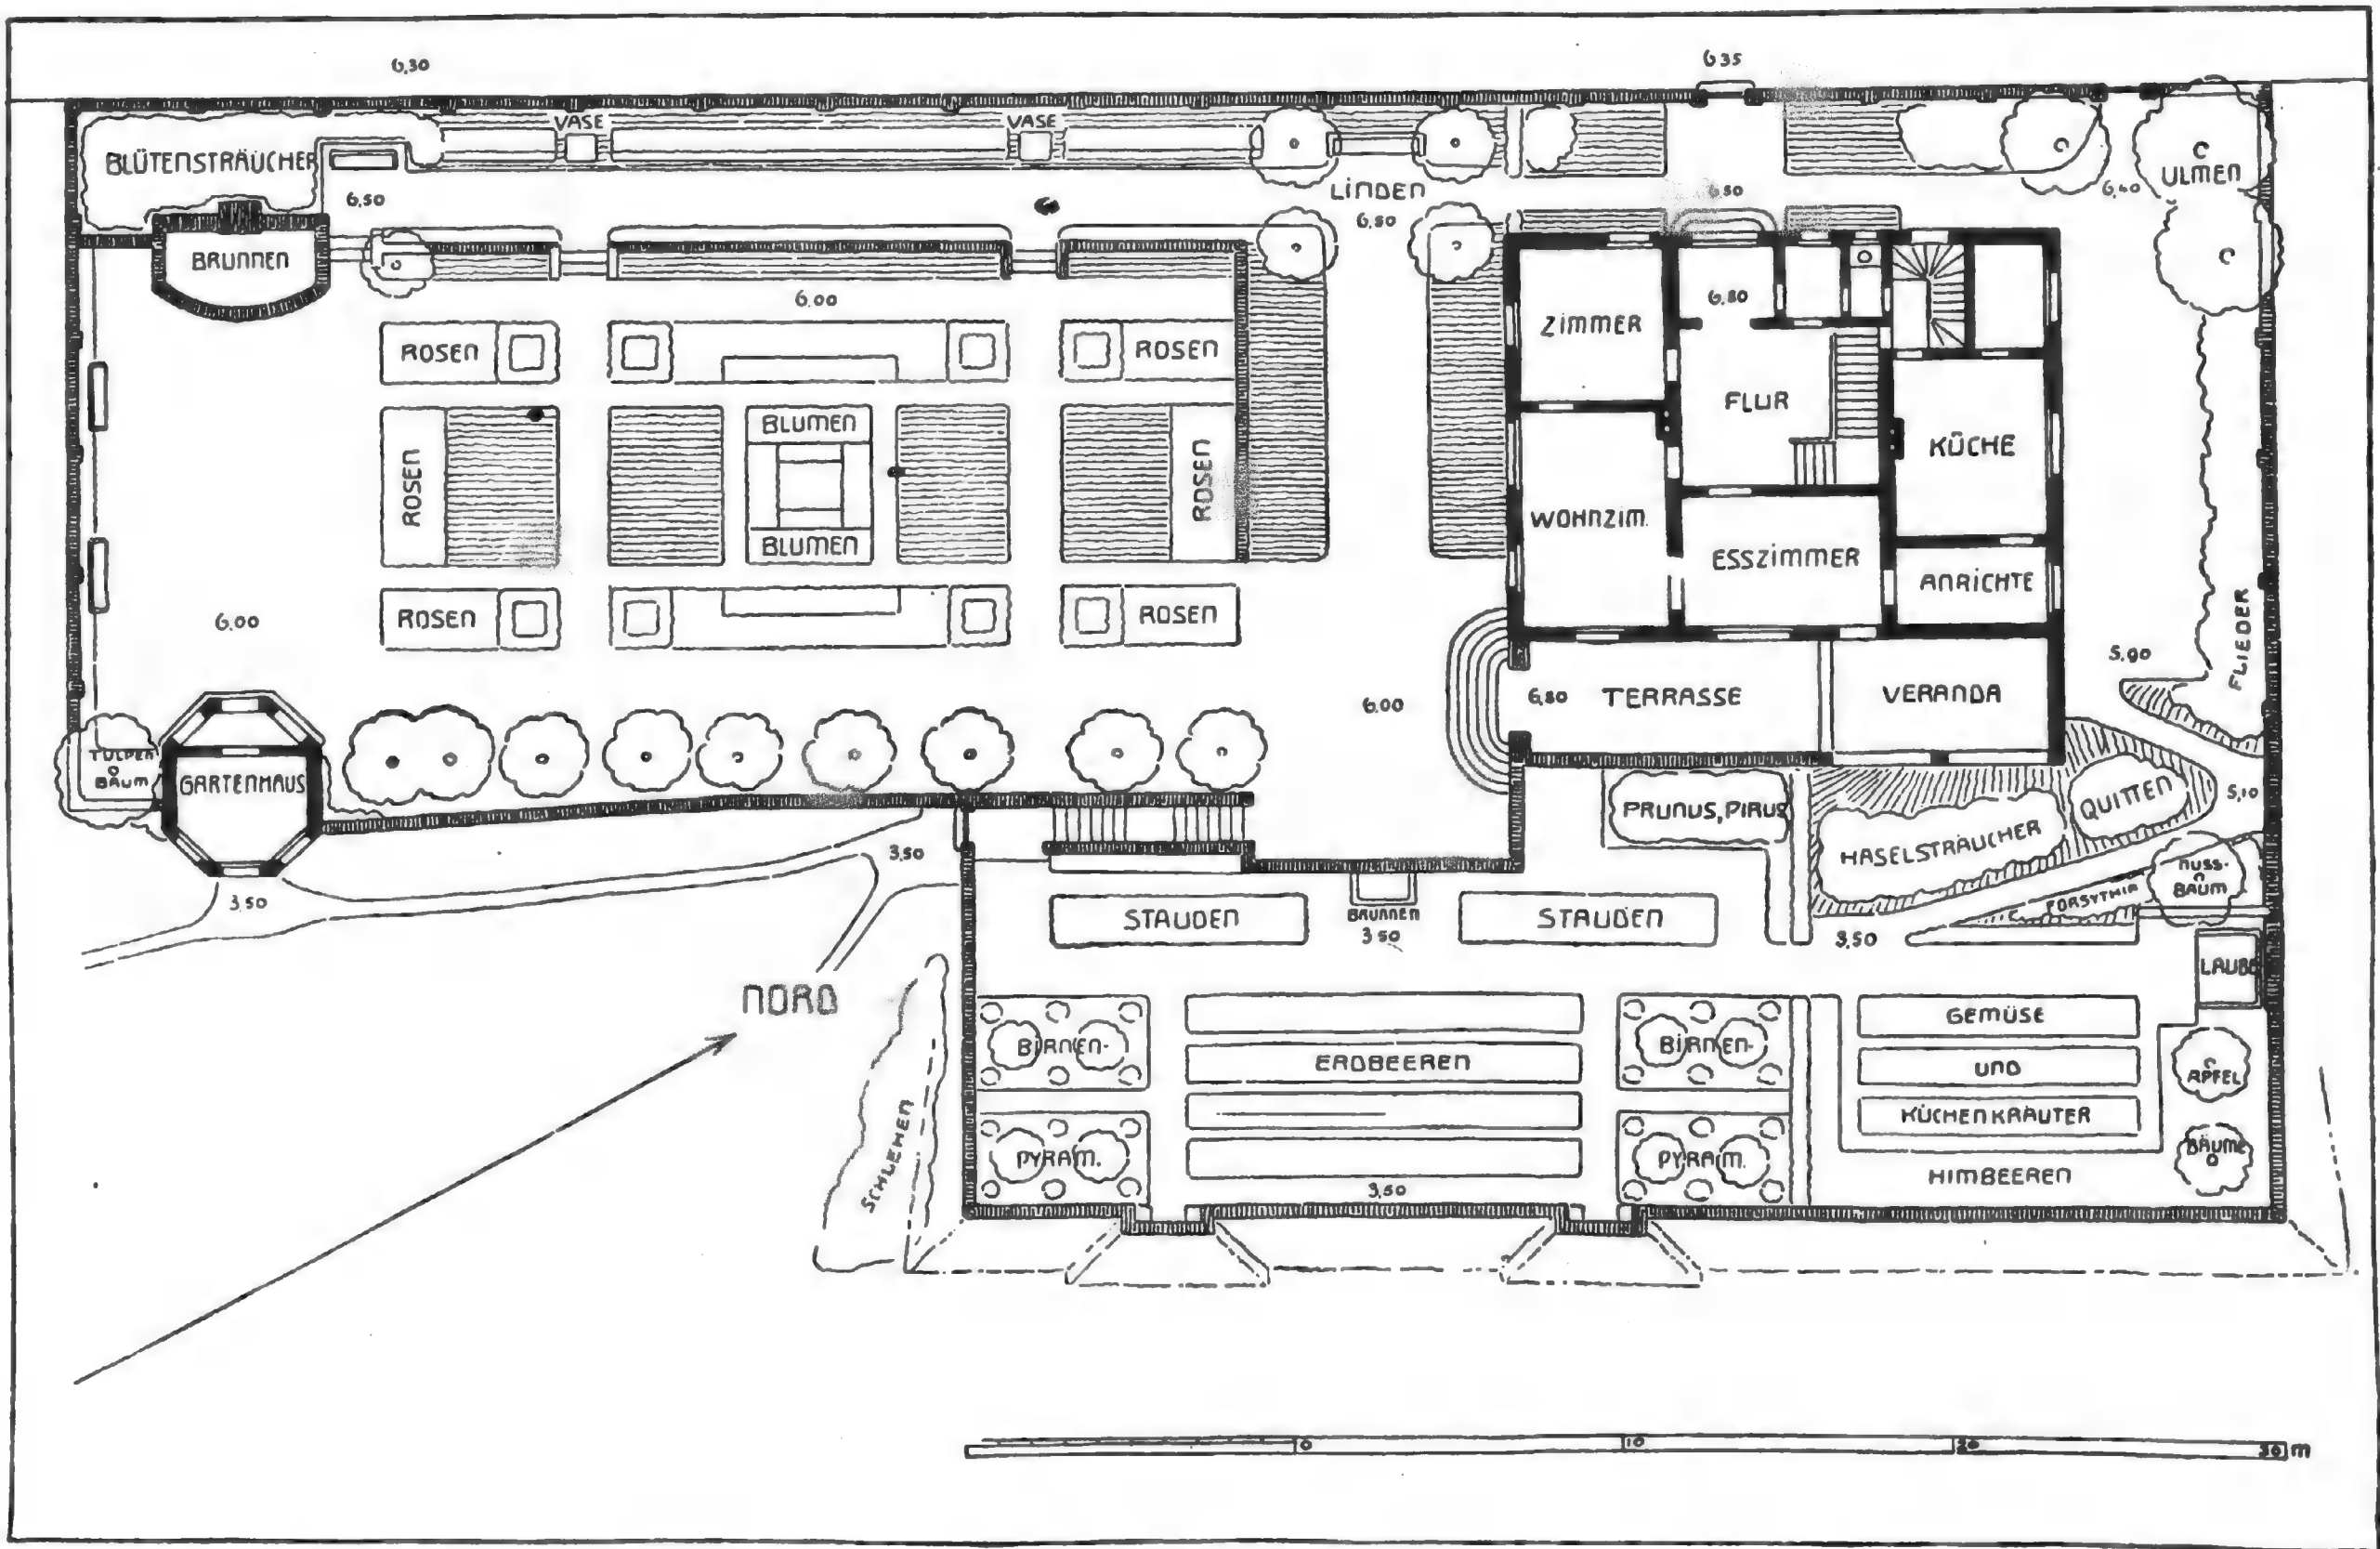 6,30
6.35
VASE
VASE
BLÜTENSTRÄUCHER
LINDEN
ULMEN
6,50
6,50
6,50
6,40
BRUNNEN
6.00
6,80
ZIMMER
ROSEN
ROSEN
FLUR
BLUMEN
KÜCHE
ROSEN
ROSEN
WOHNZIM.
BLUMEN
ESSZIMMER
ANRICHTE
ROSEN
ROSEN
6.00
FLIEDER
5,90
6,80
TERRASSE
VERANDA
6.00
TULPEN
BAUM
GARTENHAUS
PRUNUS, PIRUS
QUITTEN
5,10
HASELSTRÄUCHER
3,50
NUSS-
BAUM
FORSYTHIA
3.50
STAUDEN
BRUNNEN
3.50
STAUDEN
3,50
LAUBE
NORD
BIRNEN-
BIRNEN-
GEMÜSE
ERDBEEREN
UND
APFEL
KÜCHENKRÄUTER
SCHLEHEN
PYRAM.
PYRAM.
BÄUME
HIMBEEREN
3,50
0
10
20
30 m